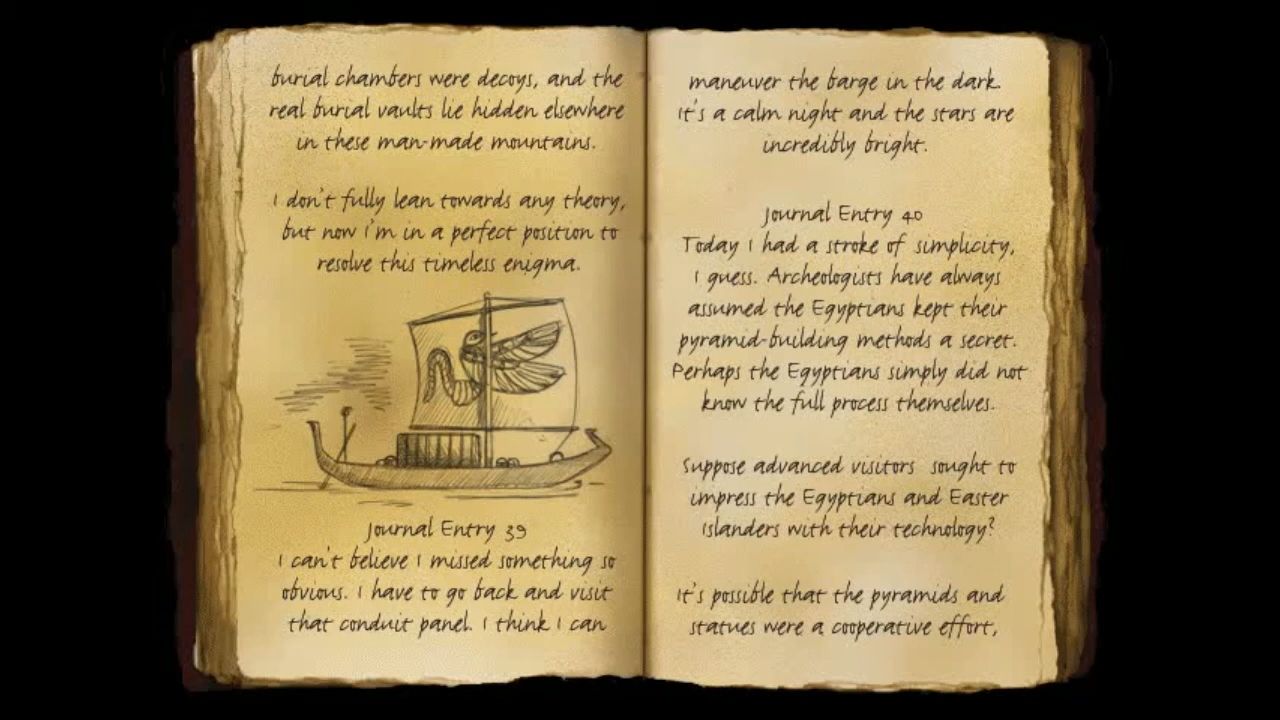 burial chambers were decoys, and the
real burial vaults lie hidden elsewhere
in these man-made mountains.
I don't fully lean towards any theory,
but now I'm in a perfect position to
resolve this timeless enigma.
Journal Entry 39
I can't believe I missed something so
obvious. I have to go back and visit
that conduit panel. I think I can
maneuver the barge in the dark.
It's a calm night and the stars are
incredibly bright.
Journal Entry 40
Today I had a stroke of simplicity,
I guess. Archeologists have always
assumed the Egyptians kept their
pyramid-building methods a secret.
Perhaps the Egyptians simply did not
know the full process themselves.
Suppose advanced visitors sought to
impress the Egyptians and Easter
Islanders with their technology?
It's possible that the pyramids and
statues were a cooperative effort,